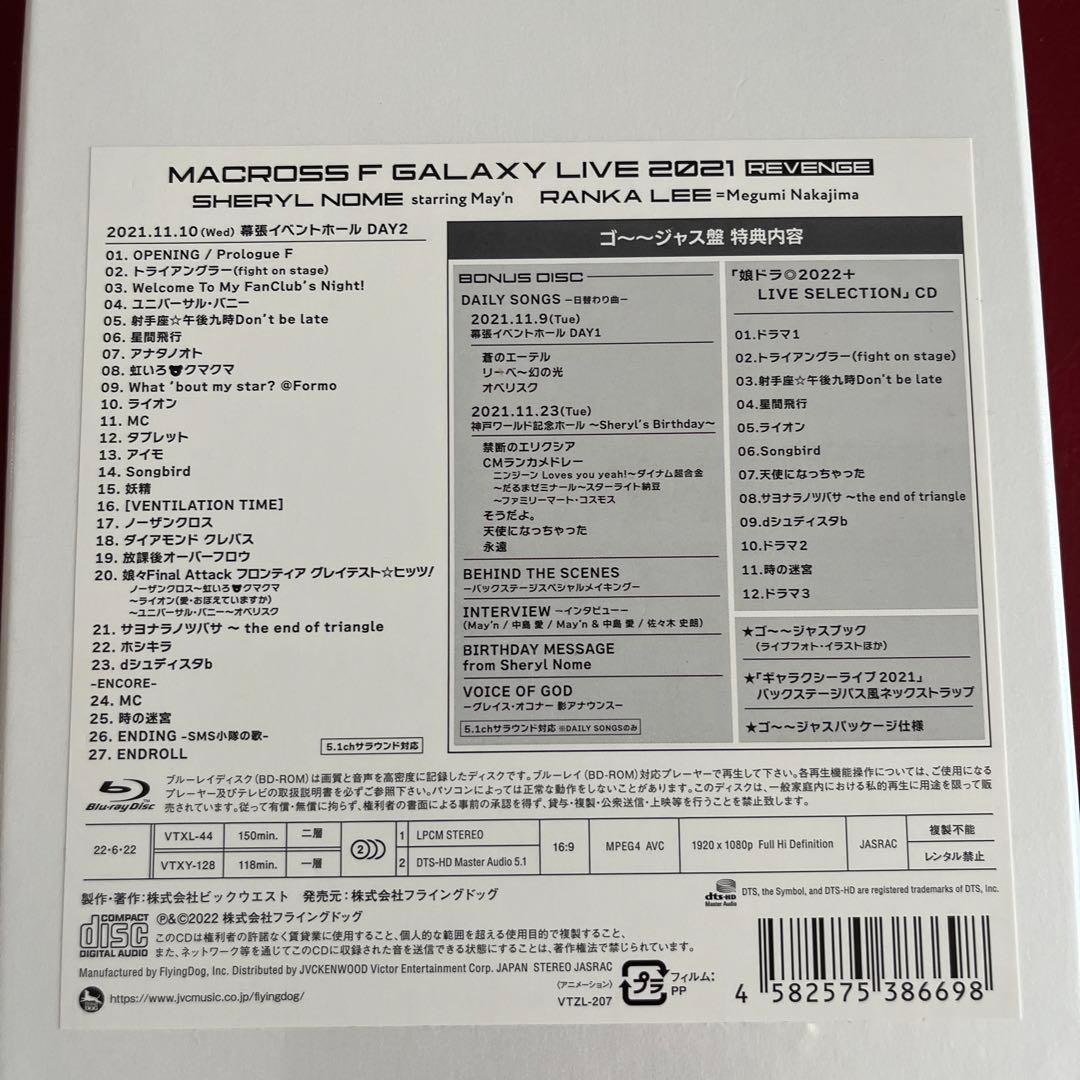 MACROSS F GALAXY LIVE 2021 REVENGE
SHERYL NOME starring May'n RANKA LEE=Megumi Nakajima
2021.11.10(Wed) 幕張イベントホール DAY2
01. OPENING / Prologue F
02. トライアングラー(fight on stage)
03. Welcome To My FanClub's Night!
04. ユニバーサル・バニー
05. 射手座☆午後九時Don't be late
06. 星間飛行
07. アナタノオト
08. 虹いろクマクマ
09. What 'bout my star? @Formo
10. ライオン
11. MC
12. タブレット
13. アイモ
14. Songbird
15. 妖精
16. [VENTILATION TIME]
17. ノーザンクロス
18. ダイアモンド クレバス
19. 放課後オーバーフロウ
20. 娘々Final Attack フロンティア グレイテスト☆ヒッツ!
ノーザンクロス〜虹いろクマクマ
〜ライオン(愛・おぼえていますか)
〜ユニバーサル・バニー〜オベリスク
21. サヨナラノツバサ 〜 the end of triangle
22. ホシキラ
23. dシュディスタb
-ENCORE-
24. MC
25. 時の迷宮
26. ENDING -SMS小隊の歌-
27. ENDROLL
5.1chサラウンド対応
ゴ〜〜ジャス盤 特典内容
BONUS DISC
DAILY SONGS −日替わり曲−
2021.11.9(Tue)
幕張イベントホール DAY1
蒼のエーテル
リーベ〜幻の光
オベリスク
2021.11.23(Tue)
神戸ワールド記念ホール 〜Sheryl's Birthday〜
禁断のエリクシア
CMランカメドレー
ニンジーン Loves you yeah!〜ダイナム超合金
〜だるまゼミナール〜スターライト納豆
〜ファミリーマート・コスモス
そうだよ。
天使になっちゃった
永遠
BEHIND THE SCENES
−バックステージスペシャルメイキング−
INTERVIEW −インタビュー−
(May'n / 中島 愛 / May'n & 中島 愛 / 佐々木 史朗)
BIRTHDAY MESSAGE
from Sheryl Nome
VOICE OF GOD
−グレイス・オコナー 影アナウンス−
5.1chサラウンド対応 ※DAILY SONGSのみ
「娘ドラ◎2022+
LIVE SELECTION」CD
01.ドラマ1
02.トライアングラー(fight on stage)
03.射手座☆午後九時Don't be late
04.星間飛行
05.ライオン
06.Songbird
07.天使になっちゃった
08.サヨナラノツバサ 〜the end of triangle
09.dシュディスタb
10.ドラマ2
11.時の迷宮
12.ドラマ3
★ゴ〜〜ジャスブック
(ライブフォト・イラストほか)
★「ギャラクシーライブ2021」
バックステージパス風ネックストラップ
★ゴ〜〜ジャスパッケージ仕様
Blu-ray Disc
ブルーレイディスク(BD-ROM)は画質と音声を高密度に記録したディスクです。ブルーレイ(BD-ROM)対応プレーヤーで再生して下さい。各再生機能操作については、ご使用になる
プレーヤー及びテレビの取扱説明書を必ずご参照下さい。パソコンによっては正常な動作をしないことがあります。このディスクは、一般家庭内における私的再生に用途を限って販
売されています。従って有償・無償に拘らず、権利者の書面による事前の承認を得ず、貸与・複製・公衆送信・上映等を行うことを禁止致します。
22・6・22
VTXL-44 150min. 二層
VTXY-128 118min. 一層
2
1 LPCM STEREO
2 DTS-HD Master Audio 5.1
16:9
MPEG4 AVC
1920 x 1080p Full Hi Definition
JASRAC
複製不能
レンタル禁止
製作・著作:株式会社ビックウエスト 発売元:株式会社フライングドッグ
dts-HD Master Audio
DTS, the Symbol, and DTS-HD are registered trademarks of DTS, Inc.
COMPACT disc DIGITAL AUDIO
℗&©2022 株式会社フライングドッグ
このCDは権利者の許諾なく賃貸業に使用すること、個人的な範囲を超える使用目的で複製すること、
また、ネットワーク等を通じてこのCDに収録された音を送信できる状態にすることは、著作権法で禁じられています。
Manufactured by FlyingDog, Inc. Distributed by JVCKENWOOD Victor Entertainment Corp. JAPAN STEREO JASRAC
https://www.jvcmusic.co.jp/flyingdog/
(アニメーション)
VTZL-207
プラ
フィルム:
PP
4 582575 386698